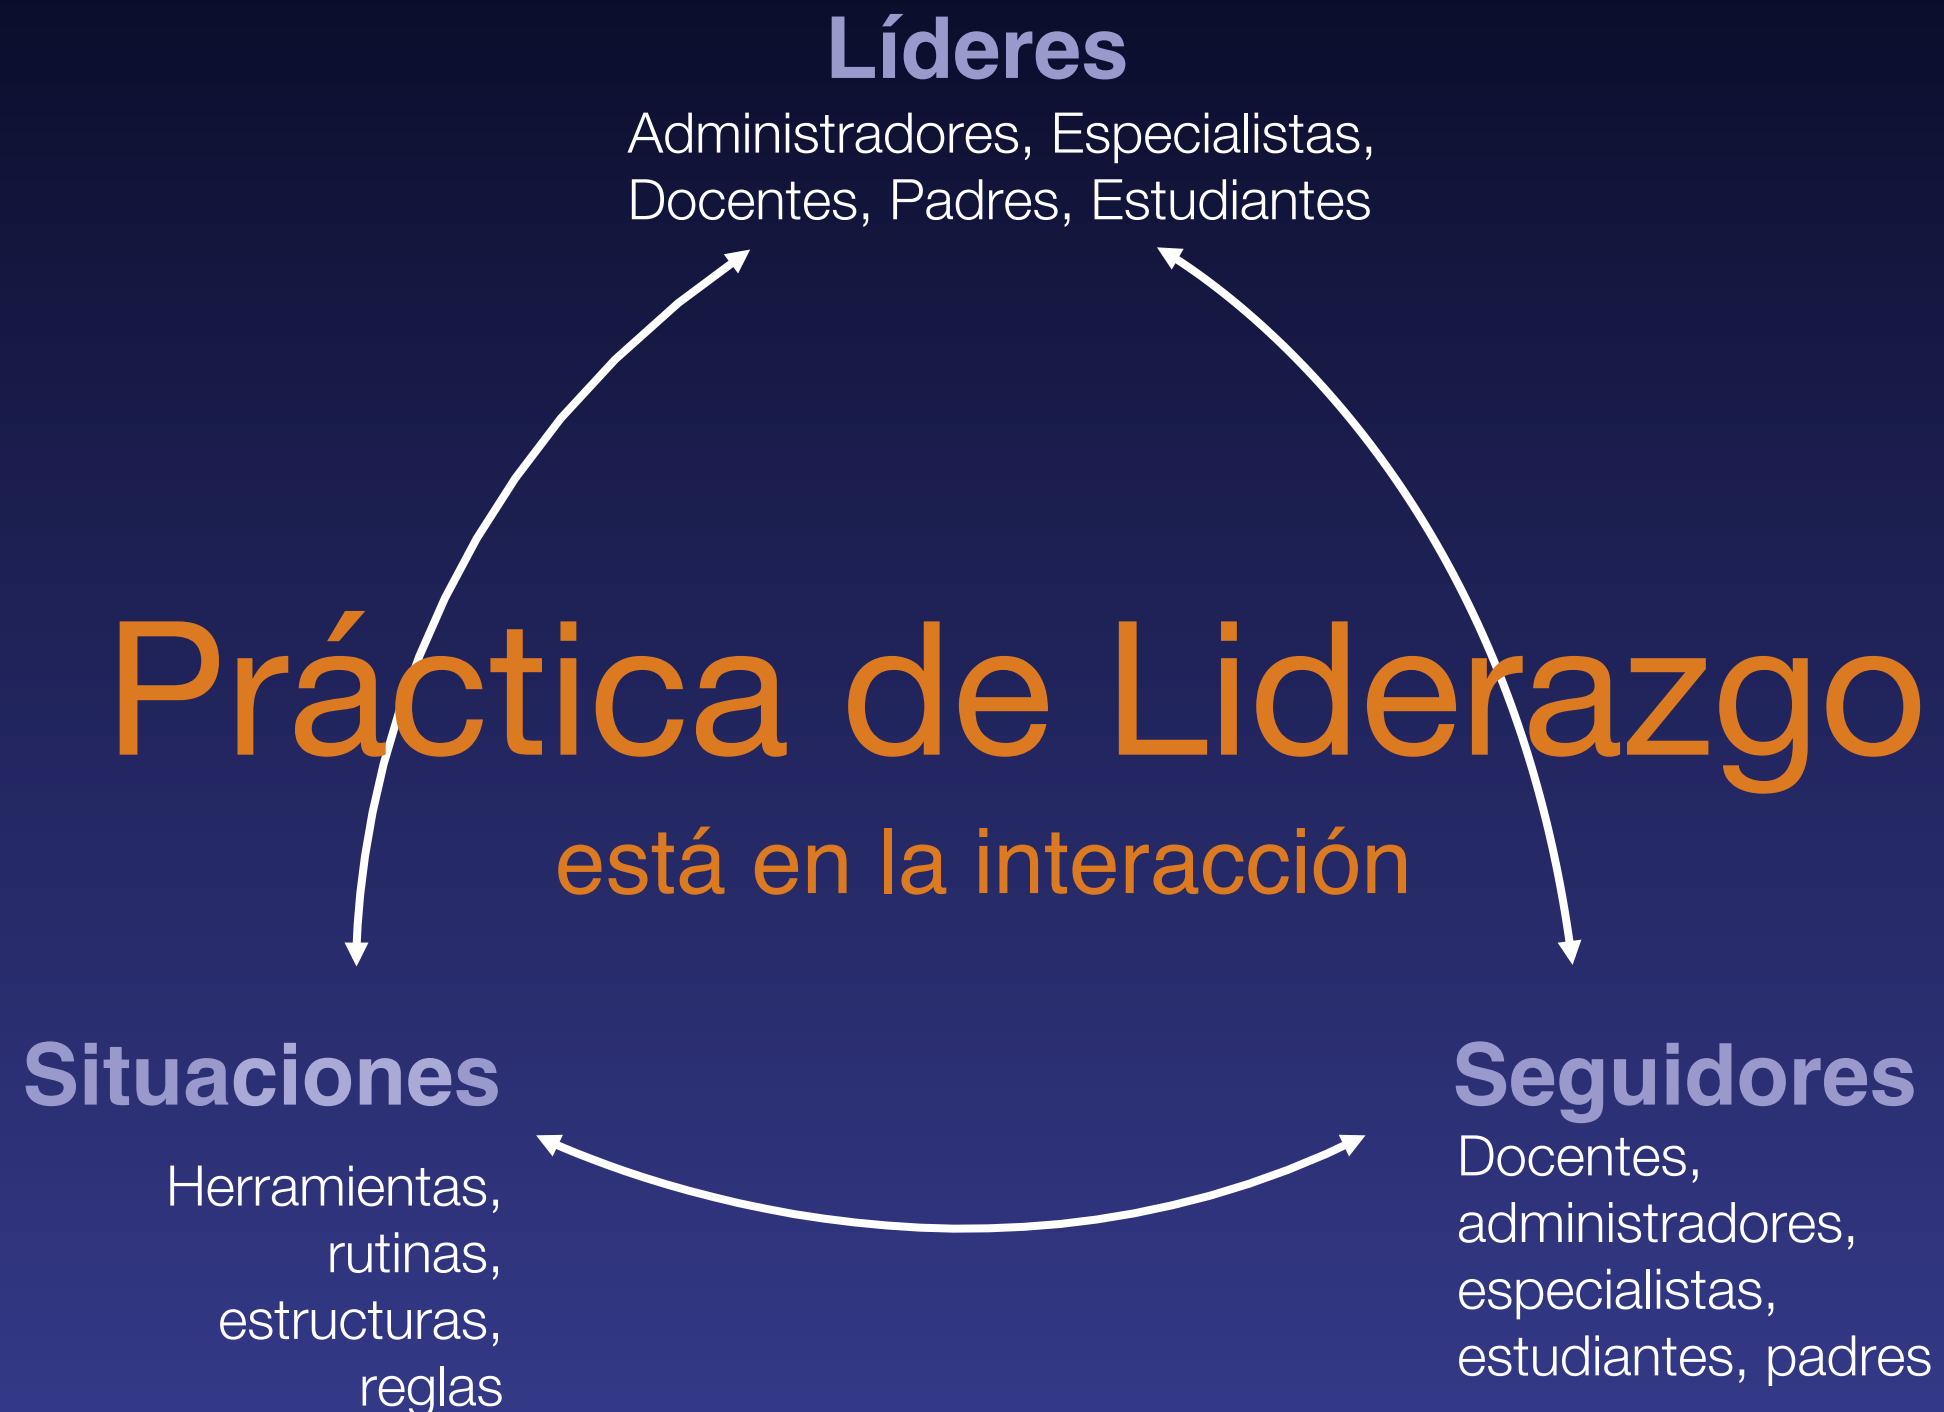 Líderes
Administradores, Especialistas,
Docentes, Padres, Estudiantes
Práctica de Liderazgo
está en la interacción
Situaciones
Herramientas,
rutinas,
estructuras,
reglas
Seguidores
Docentes,
administradores,
especialistas,
estudiantes, padres